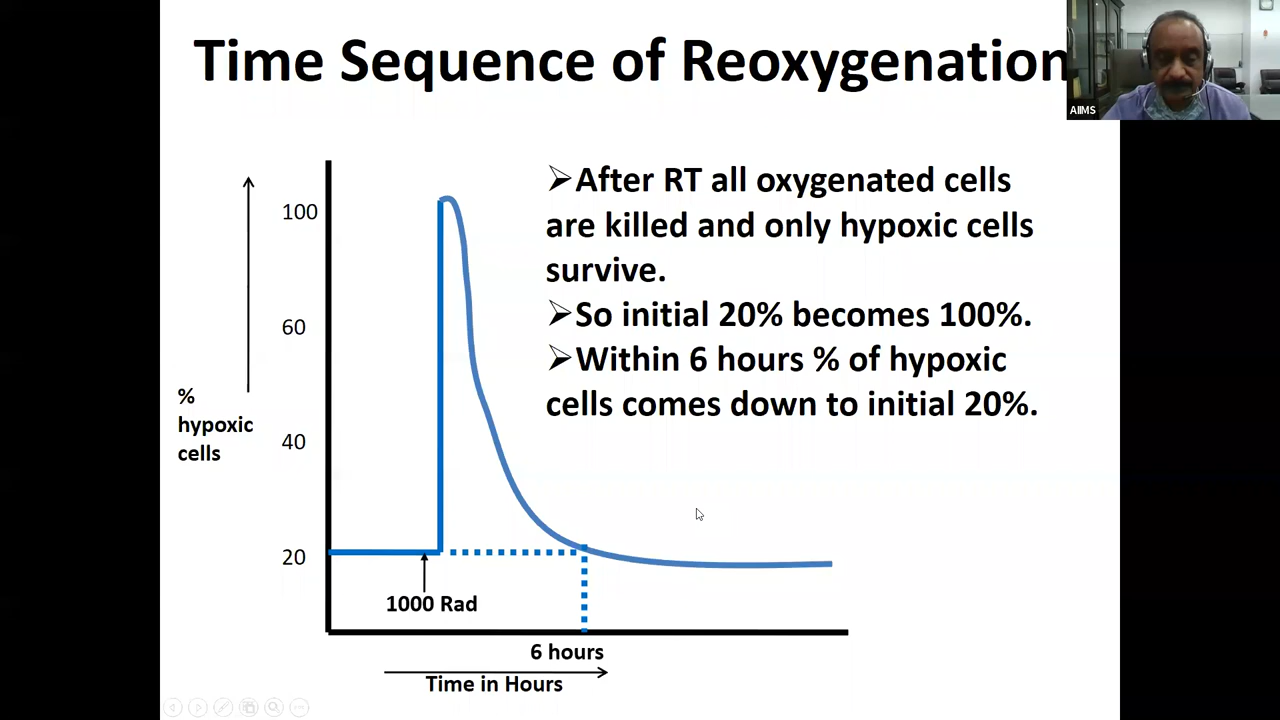 Time Sequence of Reoxygenation
AIIMS
➢After RT all oxygenated cells
are killed and only hypoxic cells
survive.
➢So initial 20% becomes 100%.
➢Within 6 hours % of hypoxic
cells comes down to initial 20%.
100
60
%
hypoxic
cells
40
20
1000 Rad
6 hours
Time in Hours